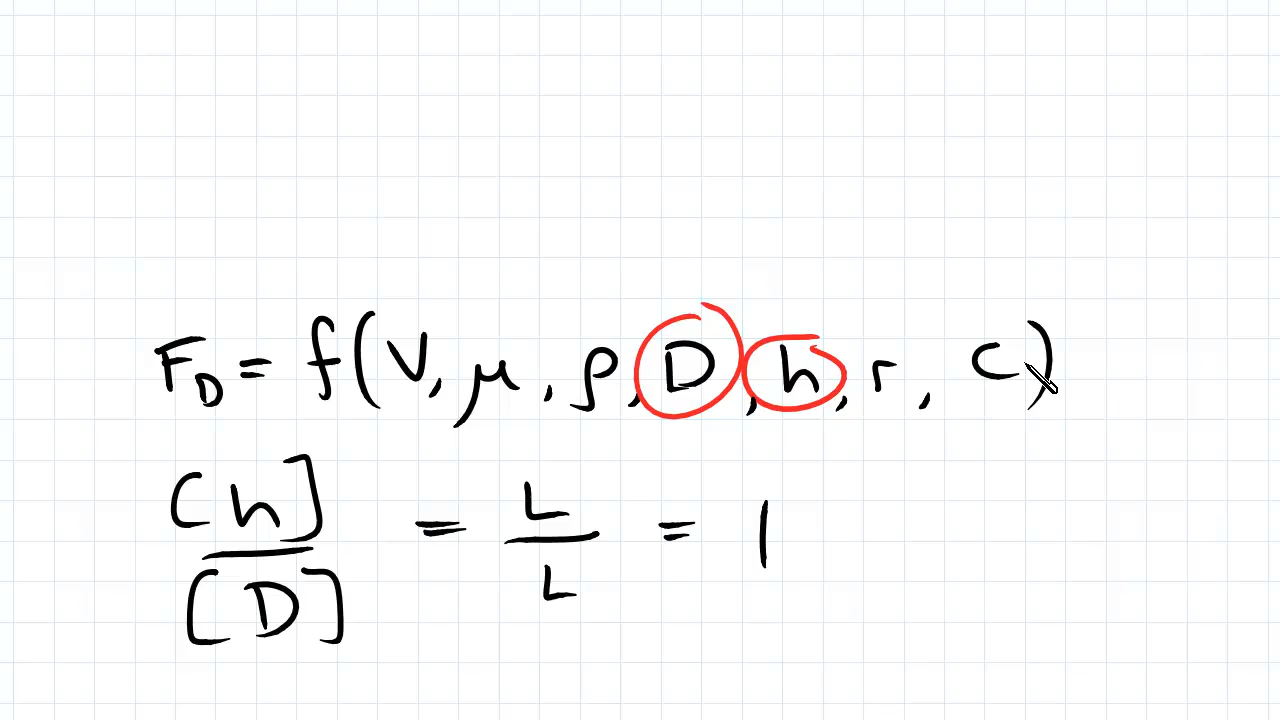 F_D = f(V, μ, ρ, D, h, r, C)
[h]/[D] = L/L = 1